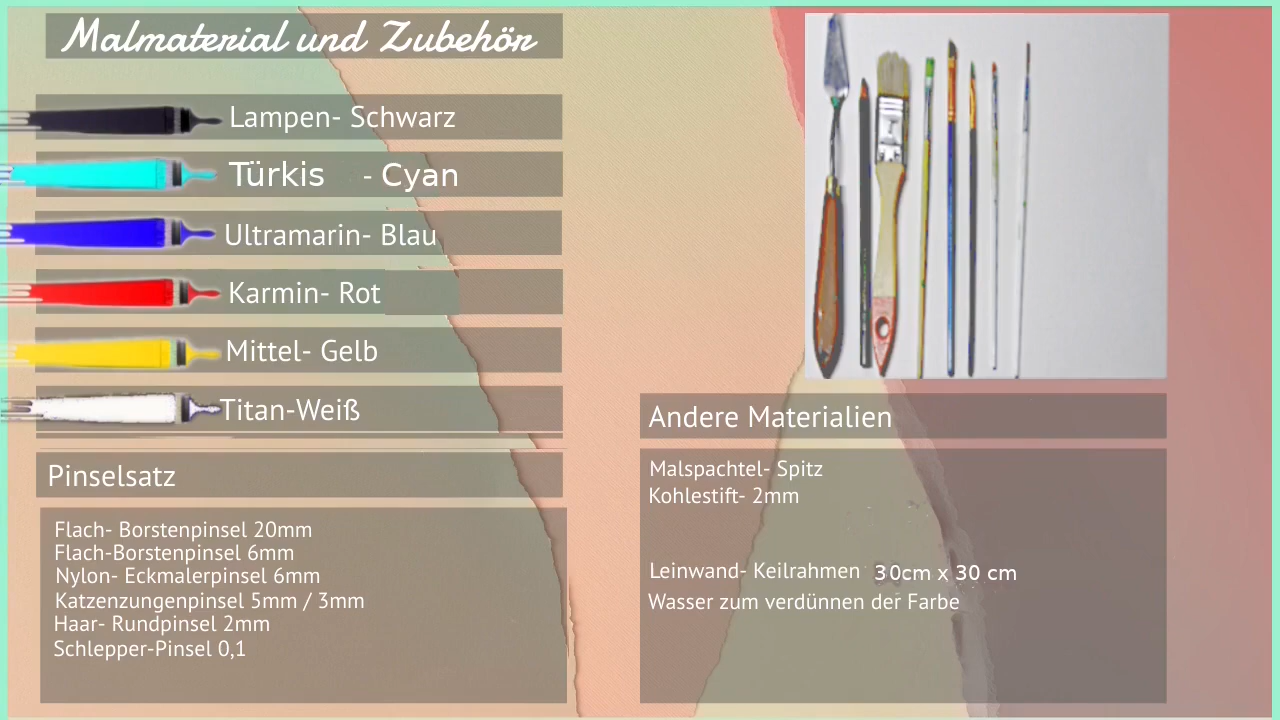 Malmaterial und Zubehör
Lampen- Schwarz
Türkis - Cyan
Ultramarin- Blau
Karmin- Rot
Mittel- Gelb
Titan-Weiß
Pinselsatz
Flach- Borstenpinsel 20mm
Flach-Borstenpinsel 6mm
Nylon- Eckmalerpinsel 6mm
Katzenzungenpinsel 5mm / 3mm
Haar- Rundpinsel 2mm
Schlepper-Pinsel 0,1
Andere Materialien
Malspachtel- Spitz
Kohlestift- 2mm
Leinwand- Keilrahmen 30cm x 30 cm
Wasser zum verdünnen der Farbe